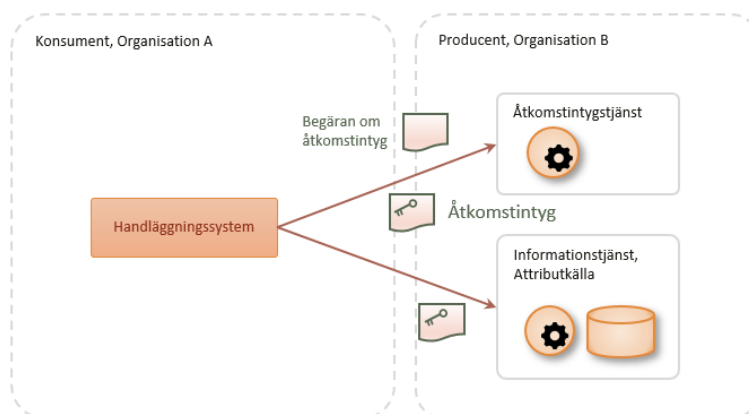 Konsument, Organisation A
Producent, Organisation B
Begäran om
åtkomstintyg
Åtkomstintygstjänst
Handläggningssystem
Åtkomstintyg
Informationstjänst,
Attributkälla